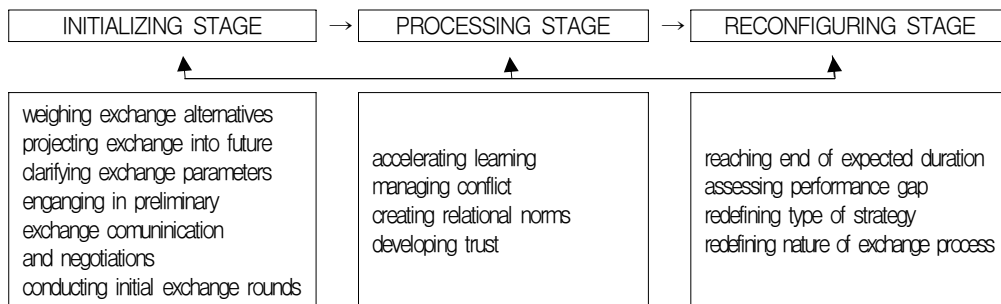 INITIALIZING STAGE → PROCESSING STAGE → RECONFIGURING STAGE
weighing exchange alternatives
projecting exchange into future
clarifying exchange parameters
enganging in preliminary
exchange comuninication
and negotiations
conducting initial exchange rounds
accelerating learning
managing conflict
creating relational norms
developing trust
reaching end of expected duration
assessing performance gap
redefining type of strategy
redefining nature of exchange process